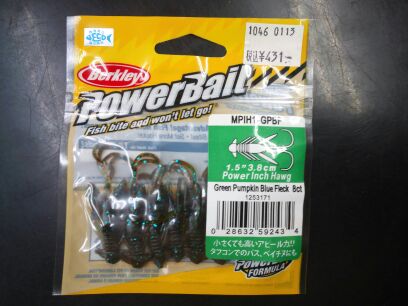 1046 0113
税込¥431-
Berkley
PowerBait
Fish bite and won't let go!
MPIH1-GPBF
1.5" 3.8cm
Power Inch Hawg
Green Pumpkin Blue Fleck 8ct
1253171
0 28632 59243 4
小さくても高いアピール力!!
タフコンでのバス、ベイチヌにも
FORMULA